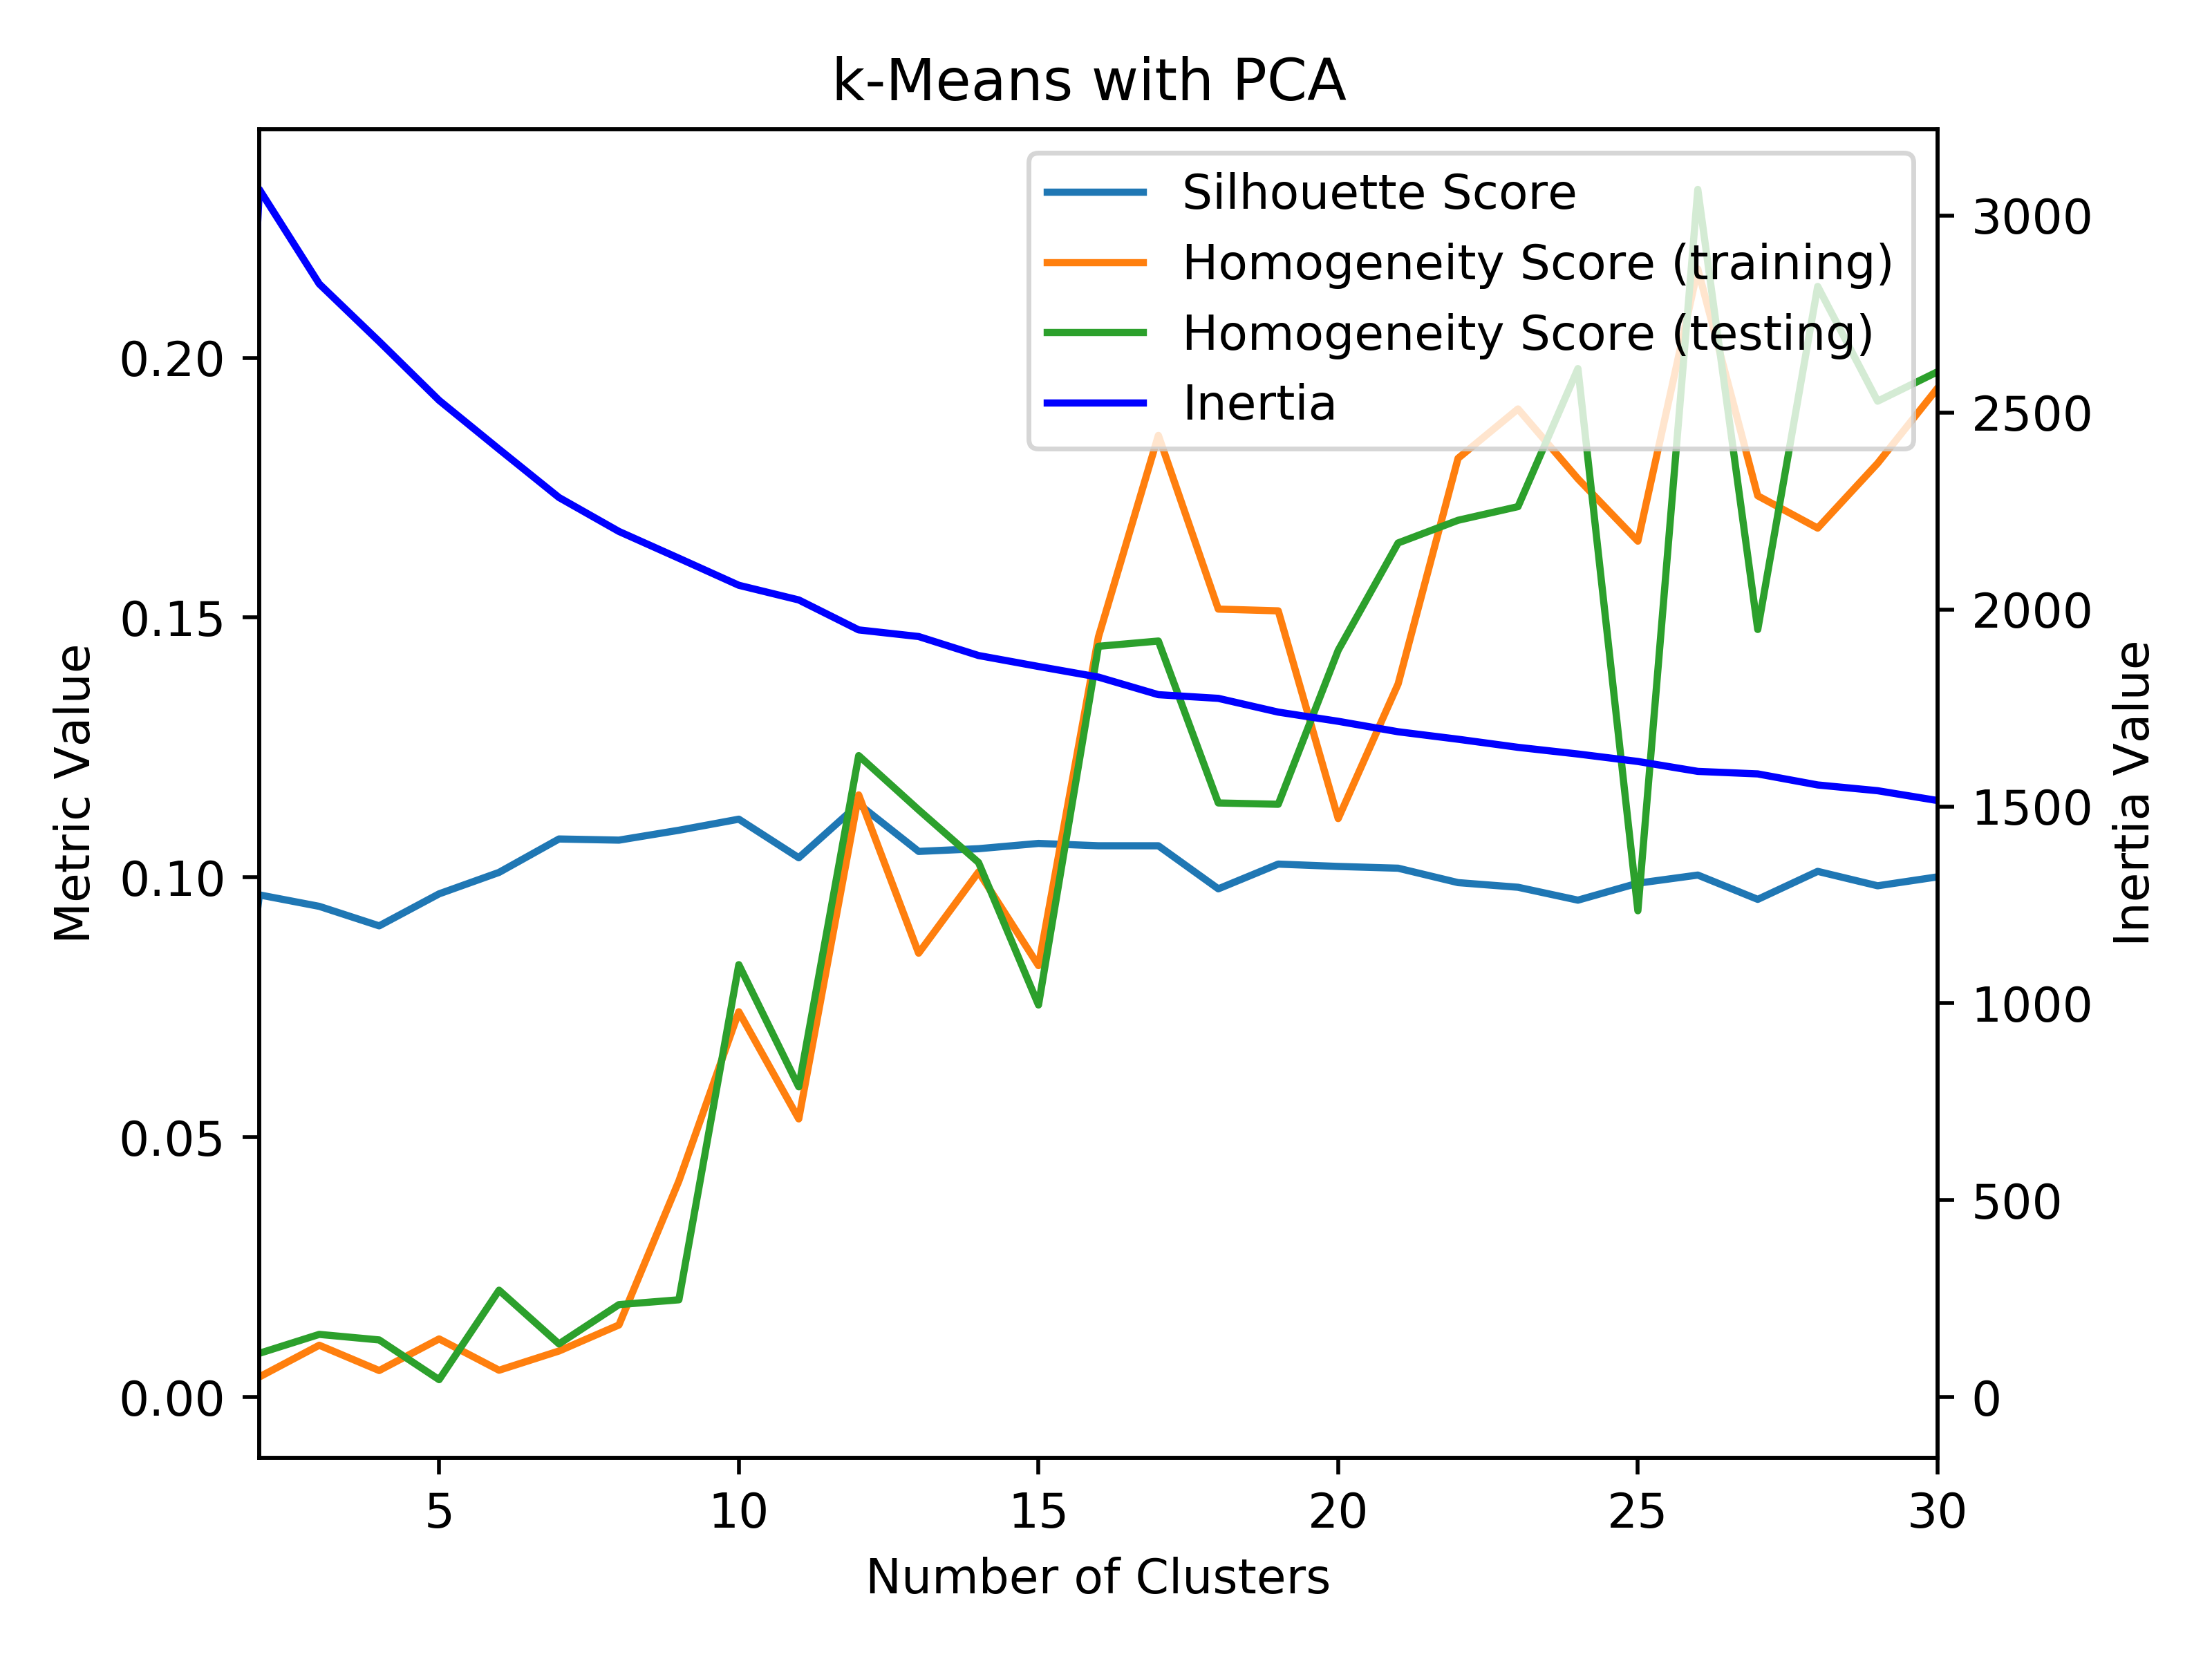 k-Means with PCA
Silhouette Score
Homogeneity Score (training)
Homogeneity Score (testing)
Inertia
Metric Value
0.20
0.15
0.10
0.05
0.00
3000
2500
2000
1500
1000
500
0
Inertia Value
5 10 15 20 25 30
Number of Clusters